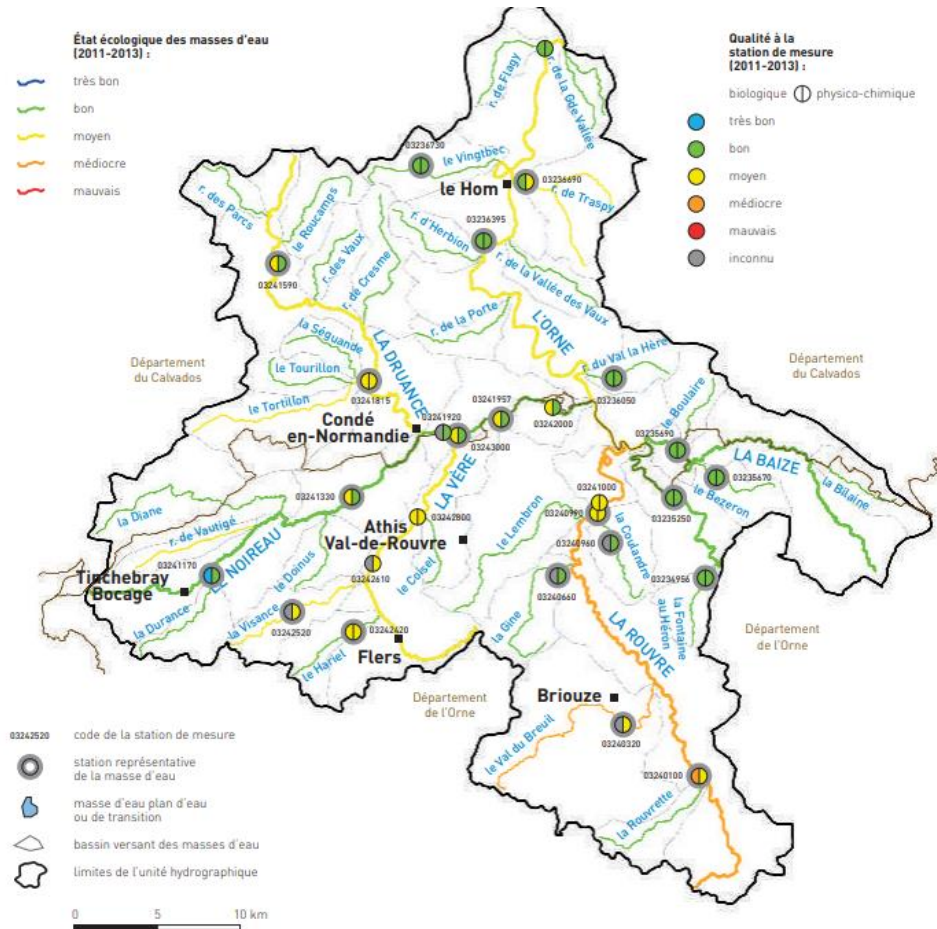 État écologique des masses d'eau
(2011-2013) :
très bon
bon
moyen
médiocre
mauvais
Qualité à la
station de mesure
(2011-2013) :
biologique physico-chimique
très bon
bon
moyen
médiocre
mauvais
inconnu
r. de Flagy
r. de la Gde Vallée
03236730
le Vingtbec
le Hom
03236690
r. de Traspy
r. des Parcs
le Roucamps
03236395
r. d'Herbion
r. des Vaux
r. de Cresme
r. de la Vallée des Vaux
03241590
la Séguande
r. de la Porte
L'ORNE
LA DRUANCE
Département
du Calvados
le Tourillon
r. du Val la Hère
Département
du Calvados
le Tortillon
03241815
03236050
le Boulaire
Condé
en-Normandie
03241920
03241957
03242000
03243000
03235690
LA BAIZE
LA VÈRE
03235670
la Bilaine
le Bezeron
03241330
03241000
03235250
la Diane
r. de Vautigé
03242800
03240990
le Lembron
Athis
Val-de-Rouvre
la Coulandre
03240960
LE NOIREAU
03241170
Tinchebray
Bocage
le Doinus
03242610
le Colset
03240660
03236956
la Durance
la Visance
03242520
03242420
la Gine
la Fontaine
au Héron
Département
de l'Orne
le Hariel
Flers
LA ROUVRE
Département
de l'Orne
Briouze
le Val du Breuil
03240320
03240100
la Rouvrette
03242520 code de la station de mesure
station représentative
de la masse d'eau
masse d'eau plan d'eau
ou de transition
bassin versant des masses d'eau
limites de l'unité hydrographique
0 5 10 km